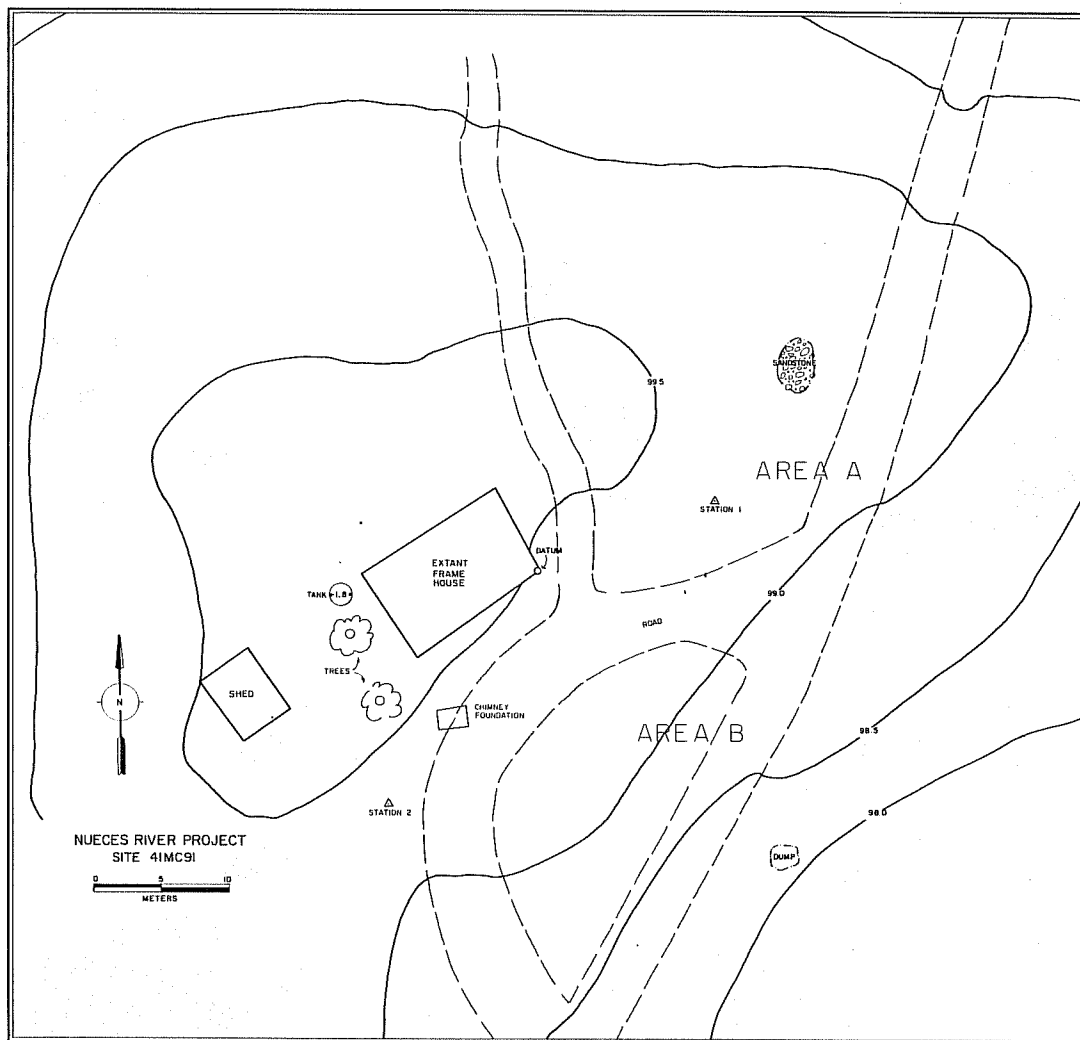 99.5
SANDSTONE
AREA A
STATION 1
DATUM
EXTANT
FRAME
HOUSE
TANK
1.8
99.0
ROAD
TREES
SHED
N
CHIMNEY
FOUNDATION
AREA B
98.5
STATION 2
98.0
DUMP
NUECES RIVER PROJECT
SITE 41MC91
0 5 10
METERS